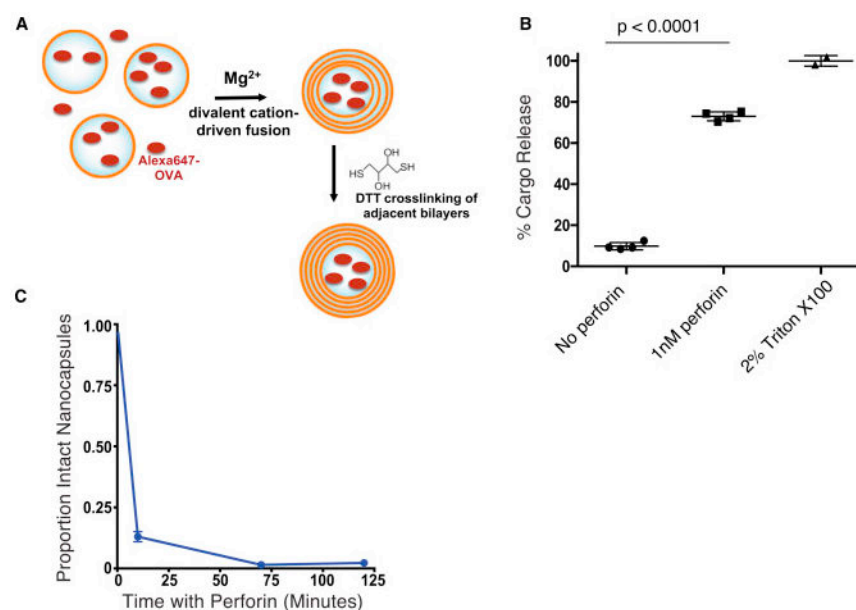 A
Mg2+
divalent cation-
driven fusion
Alexa647-
OVA
OH
SH
HS
OH
DTT crosslinking of
adjacent bilayers
B
p < 0.0001
% Cargo Release
100
80
60
40
20
0
No perforin
1nM perforin
2% Triton X100
C
Proportion Intact Nanocapsules
1.00
0.75
0.50
0.25
0
0
25
50
75
100
125
Time with Perforin (Minutes)